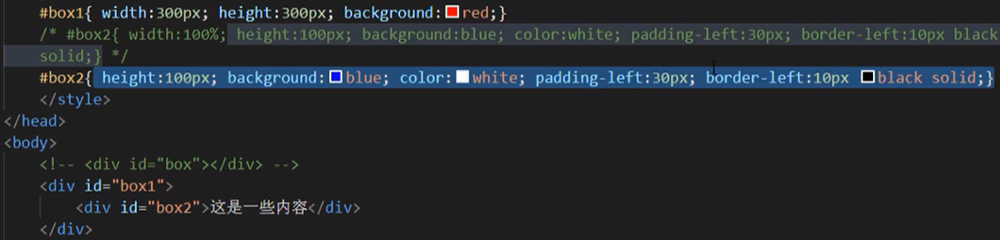 #box1{ width:300px; height:300px; background:red;}
/* #box2{ width:100%; height:100px; background:blue; color:white; padding-left:30px; border-left:10px black
solid;} */
#box2{ height:100px; background:blue; color:white; padding-left:30px; border-left:10px black solid;}
</style>
</head>
<body>
<!-- <div id="box"></div> -->
<div id="box1">
<div id="box2">这是一些内容</div>
</div>